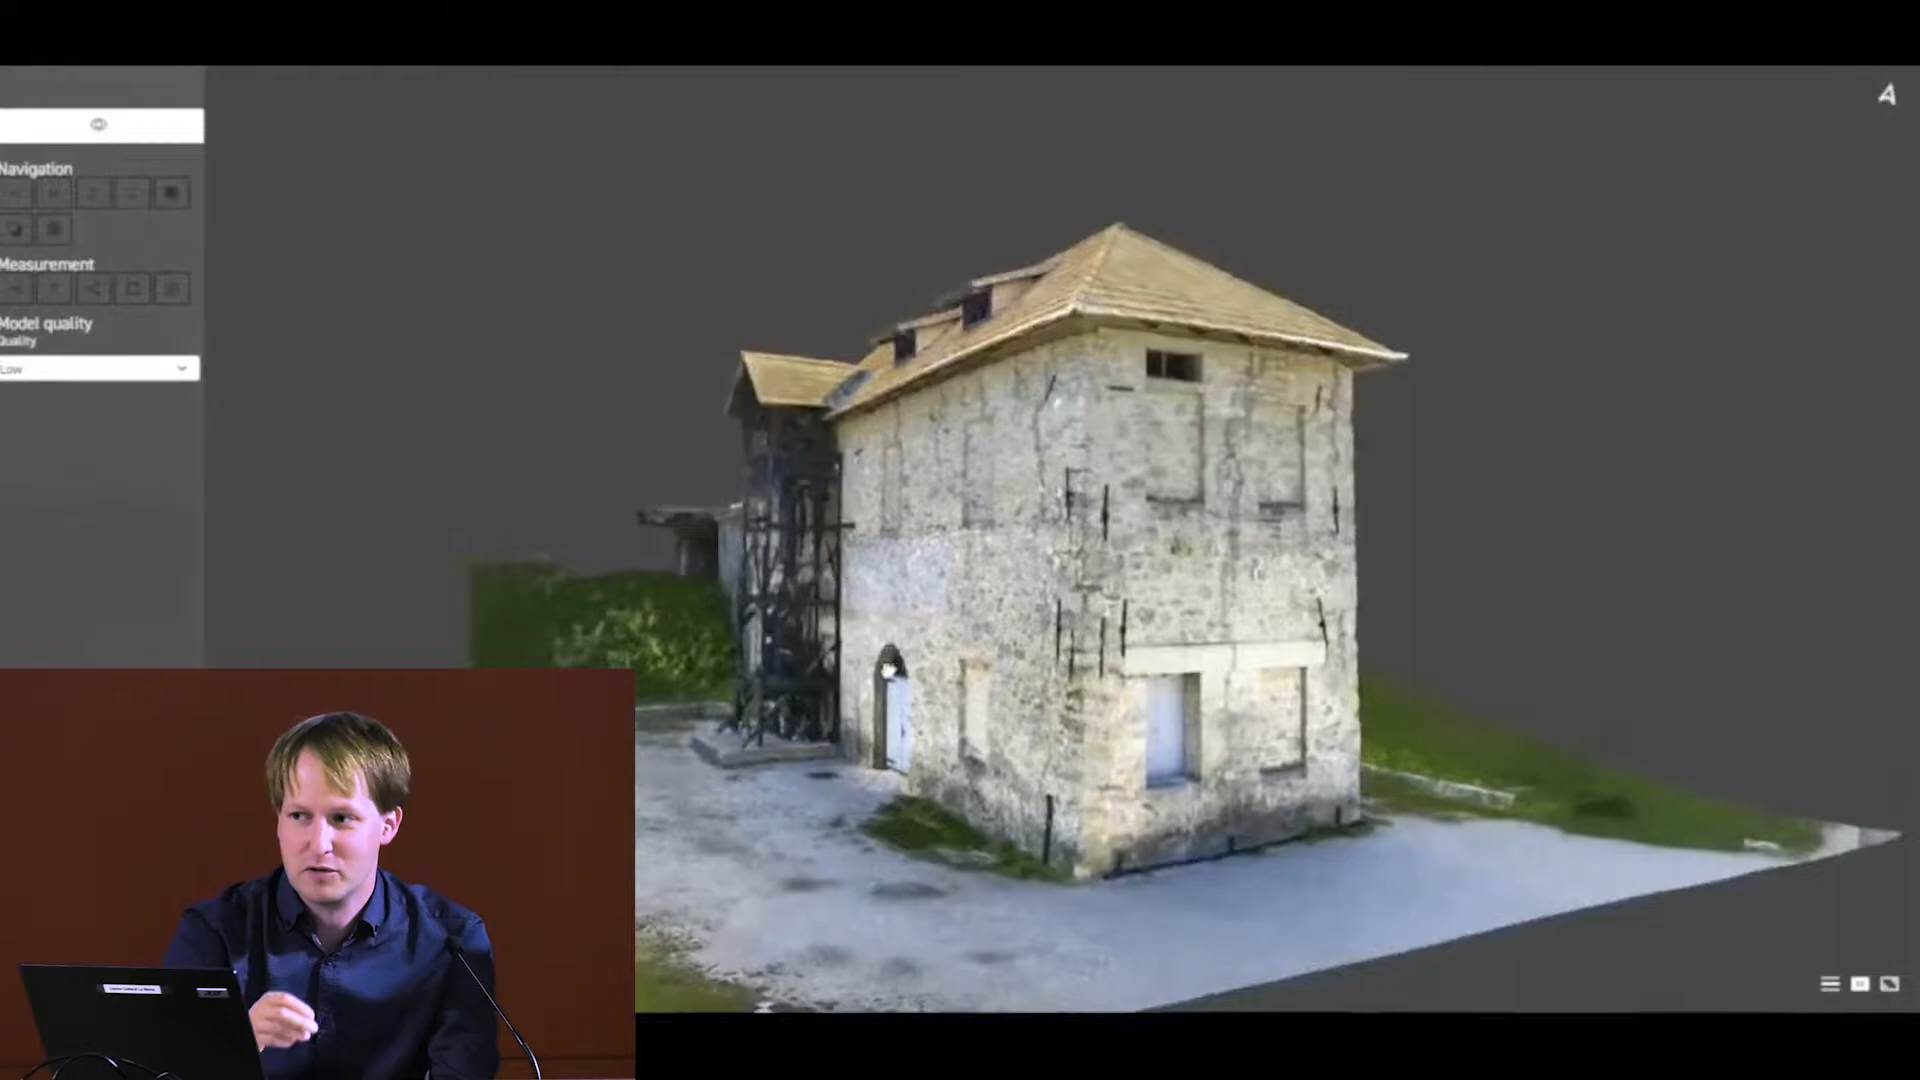 Navigation
Measurement
Model quality
Quality
Low